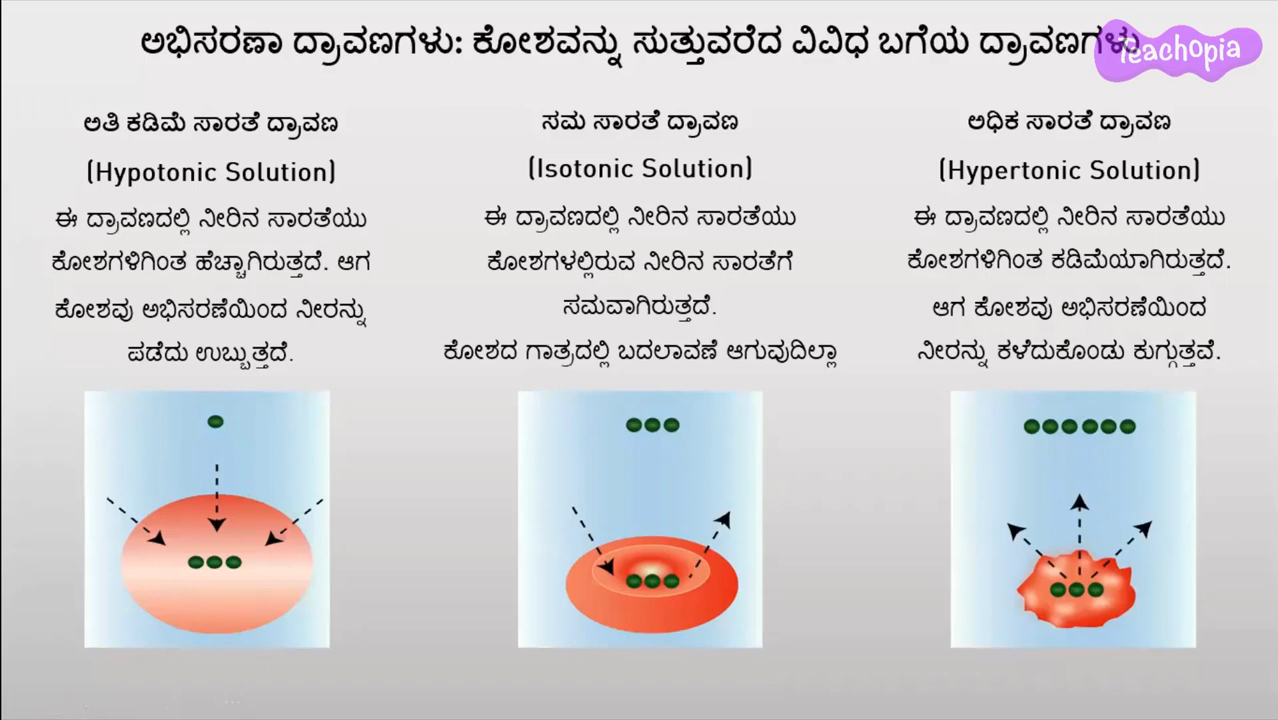 ಅಭಿಸರಣಾ ದ್ರಾವಣಗಳು: ಕೋಶವನ್ನು ಸುತ್ತುವರೆದ ವಿವಿಧ ಬಗೆಯ ದ್ರಾವಣಗಳು
Teachopia
ಅತಿ ಕಡಿಮೆ ಸಾರತೆ ದ್ರಾವಣ
(Hypotonic Solution)
ಈ ದ್ರಾವಣದಲ್ಲಿ ನೀರಿನ ಸಾರತೆಯು
ಕೋಶಗಳಿಗಿಂತ ಹೆಚ್ಚಾಗಿರುತ್ತದೆ. ಆಗ
ಕೋಶವು ಅಭಿಸರಣೆಯಿಂದ ನೀರನ್ನು
ಪಡೆದು ಉಬ್ಬುತ್ತದೆ.
ಸಮ ಸಾರತೆ ದ್ರಾವಣ
(Isotonic Solution)
ಈ ದ್ರಾವಣದಲ್ಲಿ ನೀರಿನ ಸಾರತೆಯು
ಕೋಶಗಳಲ್ಲಿರುವ ನೀರಿನ ಸಾರತೆಗೆ
ಸಮವಾಗಿರುತ್ತದೆ.
ಕೋಶದ ಗಾತ್ರದಲ್ಲಿ ಬದಲಾವಣೆ ಆಗುವುದಿಲ್ಲಾ
ಅಧಿಕ ಸಾರತೆ ದ್ರಾವಣ
(Hypertonic Solution)
ಈ ದ್ರಾವಣದಲ್ಲಿ ನೀರಿನ ಸಾರತೆಯು
ಕೋಶಗಳಿಗಿಂತ ಕಡಿಮೆಯಾಗಿರುತ್ತದೆ.
ಆಗ ಕೋಶವು ಅಭಿಸರಣೆಯಿಂದ
ನೀರನ್ನು ಕಳೆದುಕೊಂಡು ಕುಗ್ಗುತ್ತವೆ.